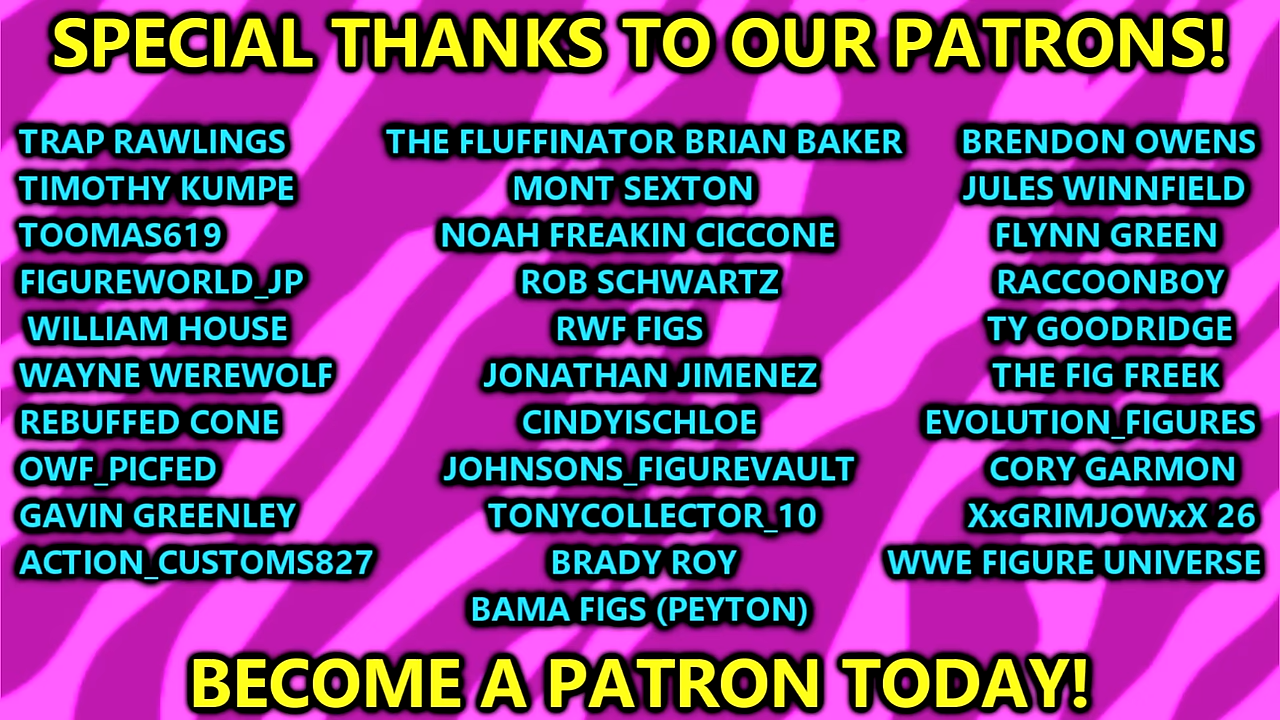 SPECIAL THANKS TO OUR PATRONS!
TRAP RAWLINGS
TIMOTHY KUMPE
TOOMAS619
FIGUREWORLD_JP
WILLIAM HOUSE
WAYNE WEREWOLF
REBUFFED CONE
OWF_PICFED
GAVIN GREENLEY
ACTION_CUSTOMS827
THE FLUFFINATOR BRIAN BAKER
MONT SEXTON
NOAH FREAKIN CICCONE
ROB SCHWARTZ
RWF FIGS
JONATHAN JIMENEZ
CINDYISCHLOE
JOHNSONS_FIGUREVAULT
TONYCOLLECTOR_10
BRADY ROY
BAMA FIGS (PEYTON)
BRENDON OWENS
JULES WINNFIELD
FLYNN GREEN
RACCOONBOY
TY GOODRIDGE
THE FIG FREEK
EVOLUTION_FIGURES
CORY GARMON
XxGRIMJOWxX 26
WWE FIGURE UNIVERSE
BECOME A PATRON TODAY!